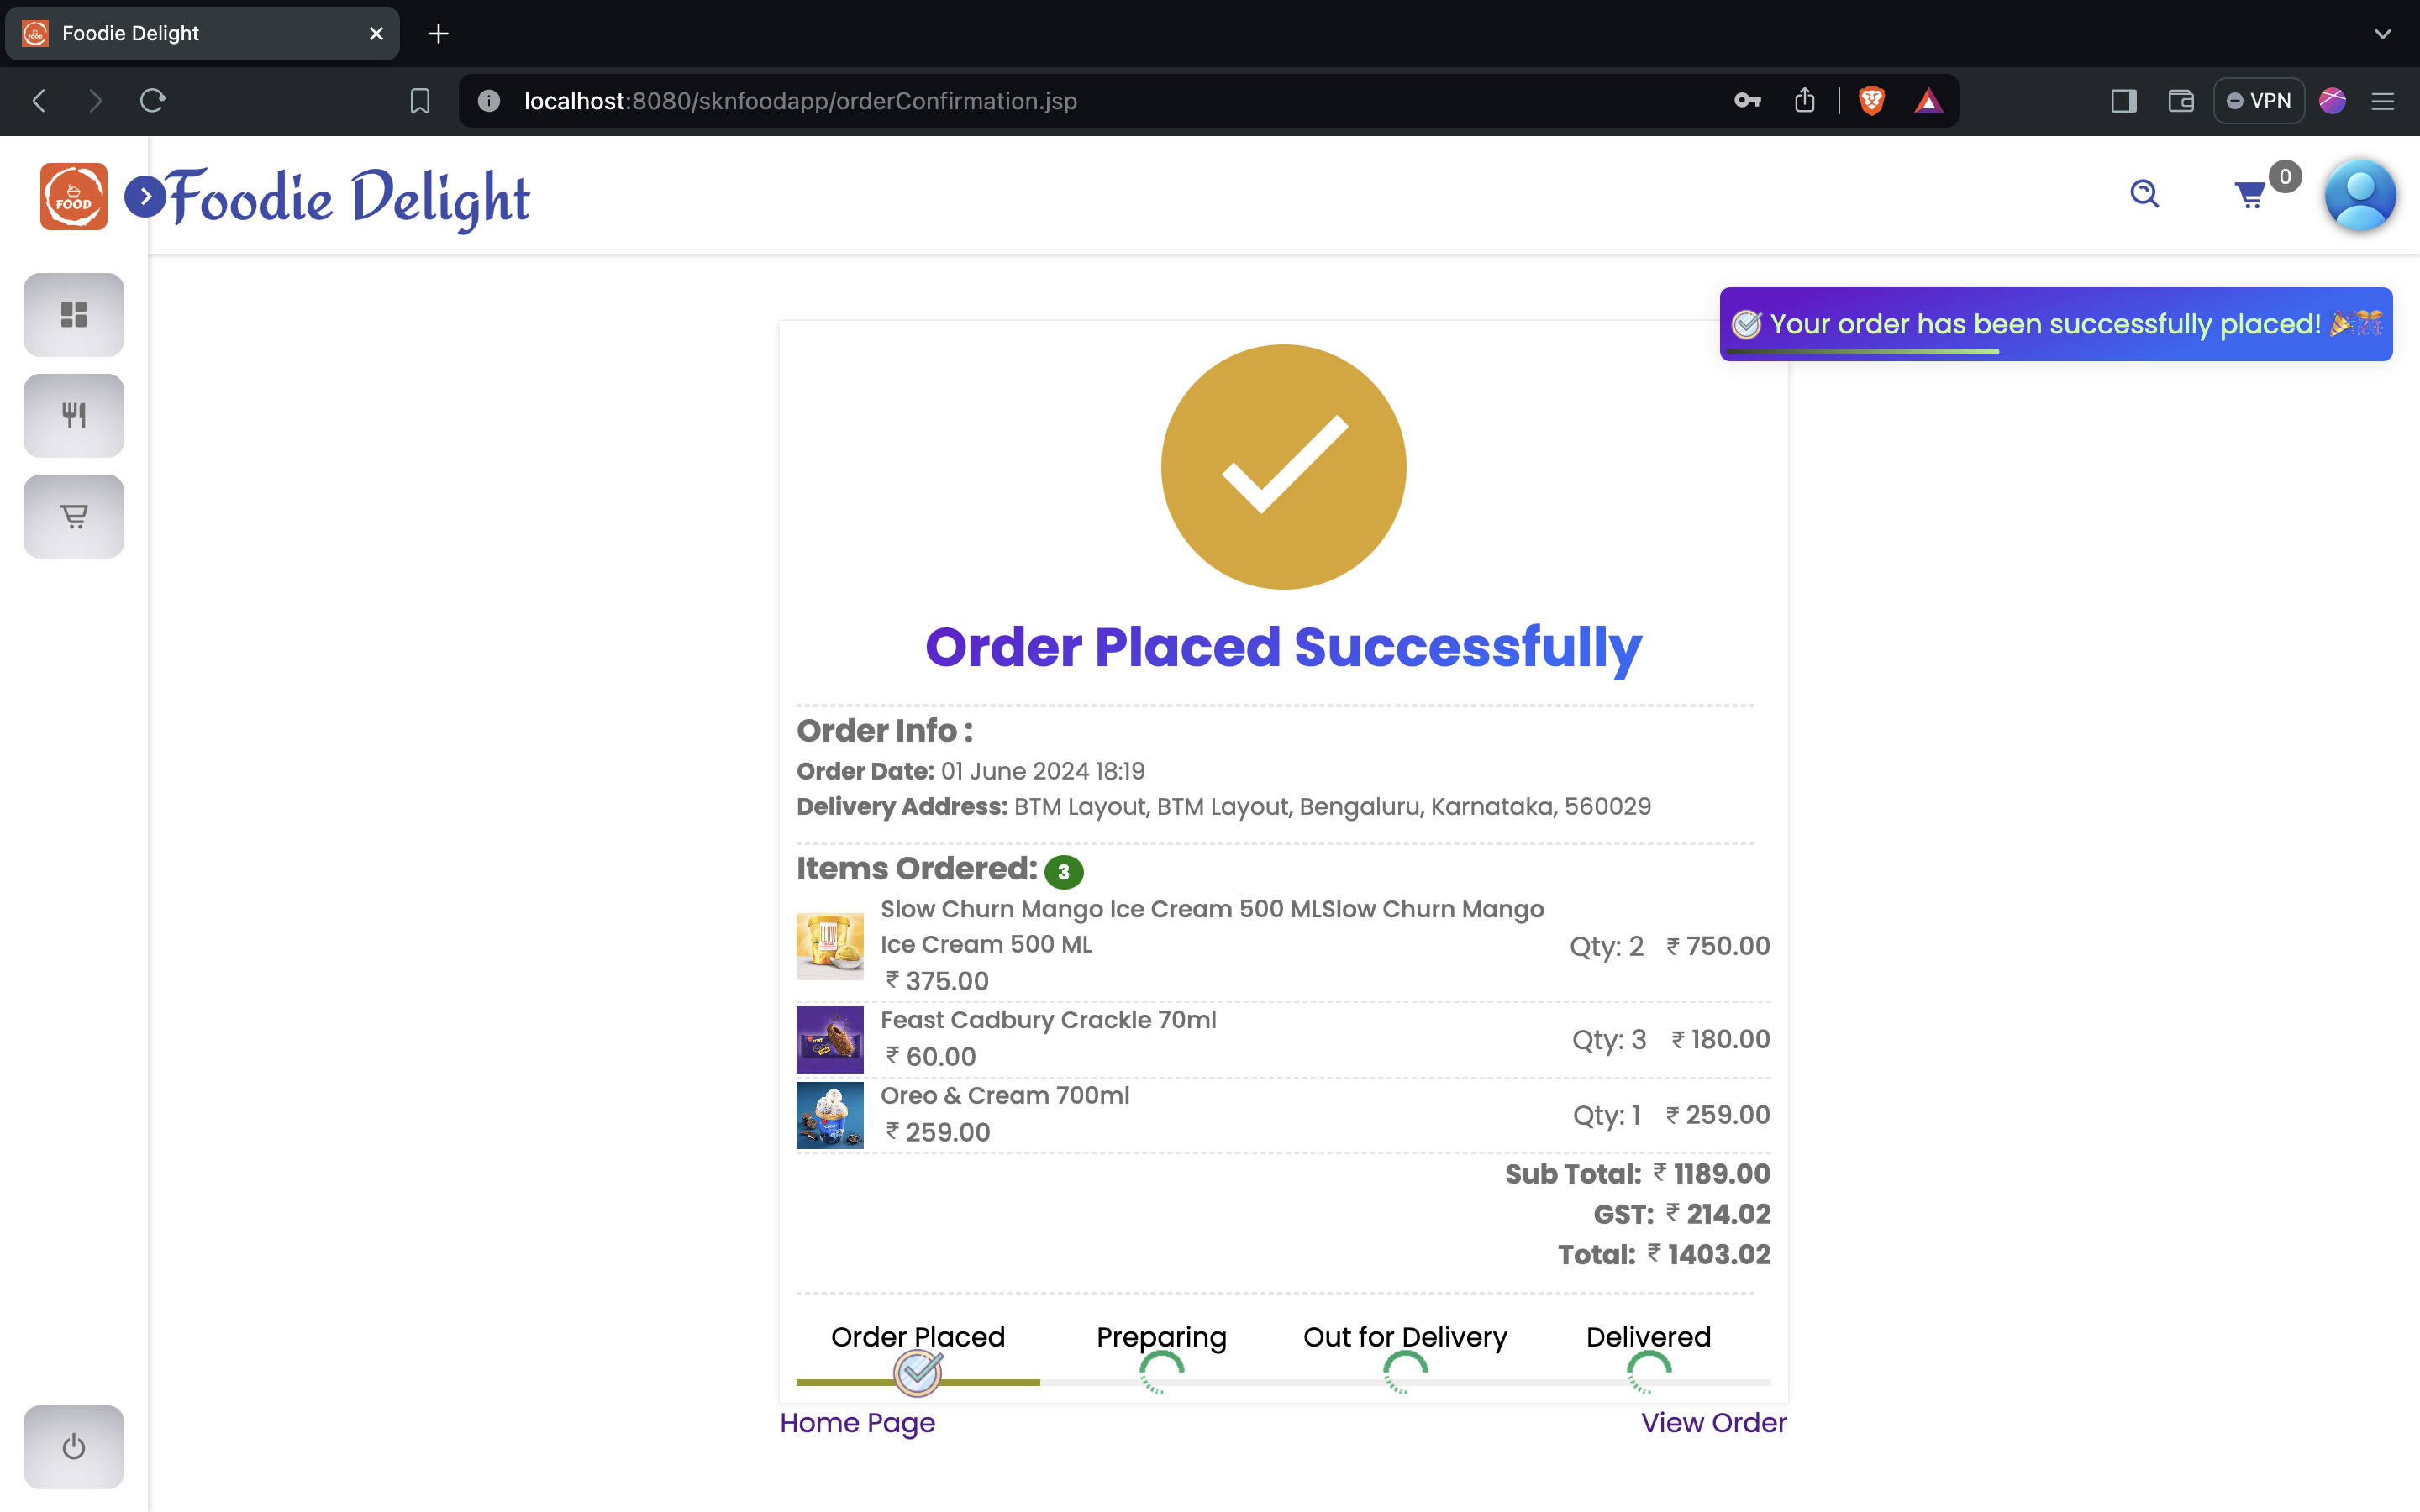 Foodie Delight
localhost:8080/sknfoodapp/orderConfirmation.jsp
VPN
FOOD
Foodie Delight
0
Your order has been successfully placed!
Order Placed Successfully
Order Info :
Order Date: 01 June 2024 18:19
Delivery Address: BTM Layout, BTM Layout, Bengaluru, Karnataka, 560029
Items Ordered: 3
Slow Churn Mango Ice Cream 500 MLSlow Churn Mango
Ice Cream 500 ML
₹ 375.00
Qty: 2 ₹ 750.00
Feast Cadbury Crackle 70ml
₹ 60.00
Qty: 3 ₹ 180.00
Oreo & Cream 700ml
₹ 259.00
Qty: 1 ₹ 259.00
Sub Total: ₹ 1189.00
GST: ₹ 214.02
Total: ₹ 1403.02
Order Placed Preparing Out for Delivery Delivered
Home Page View Order